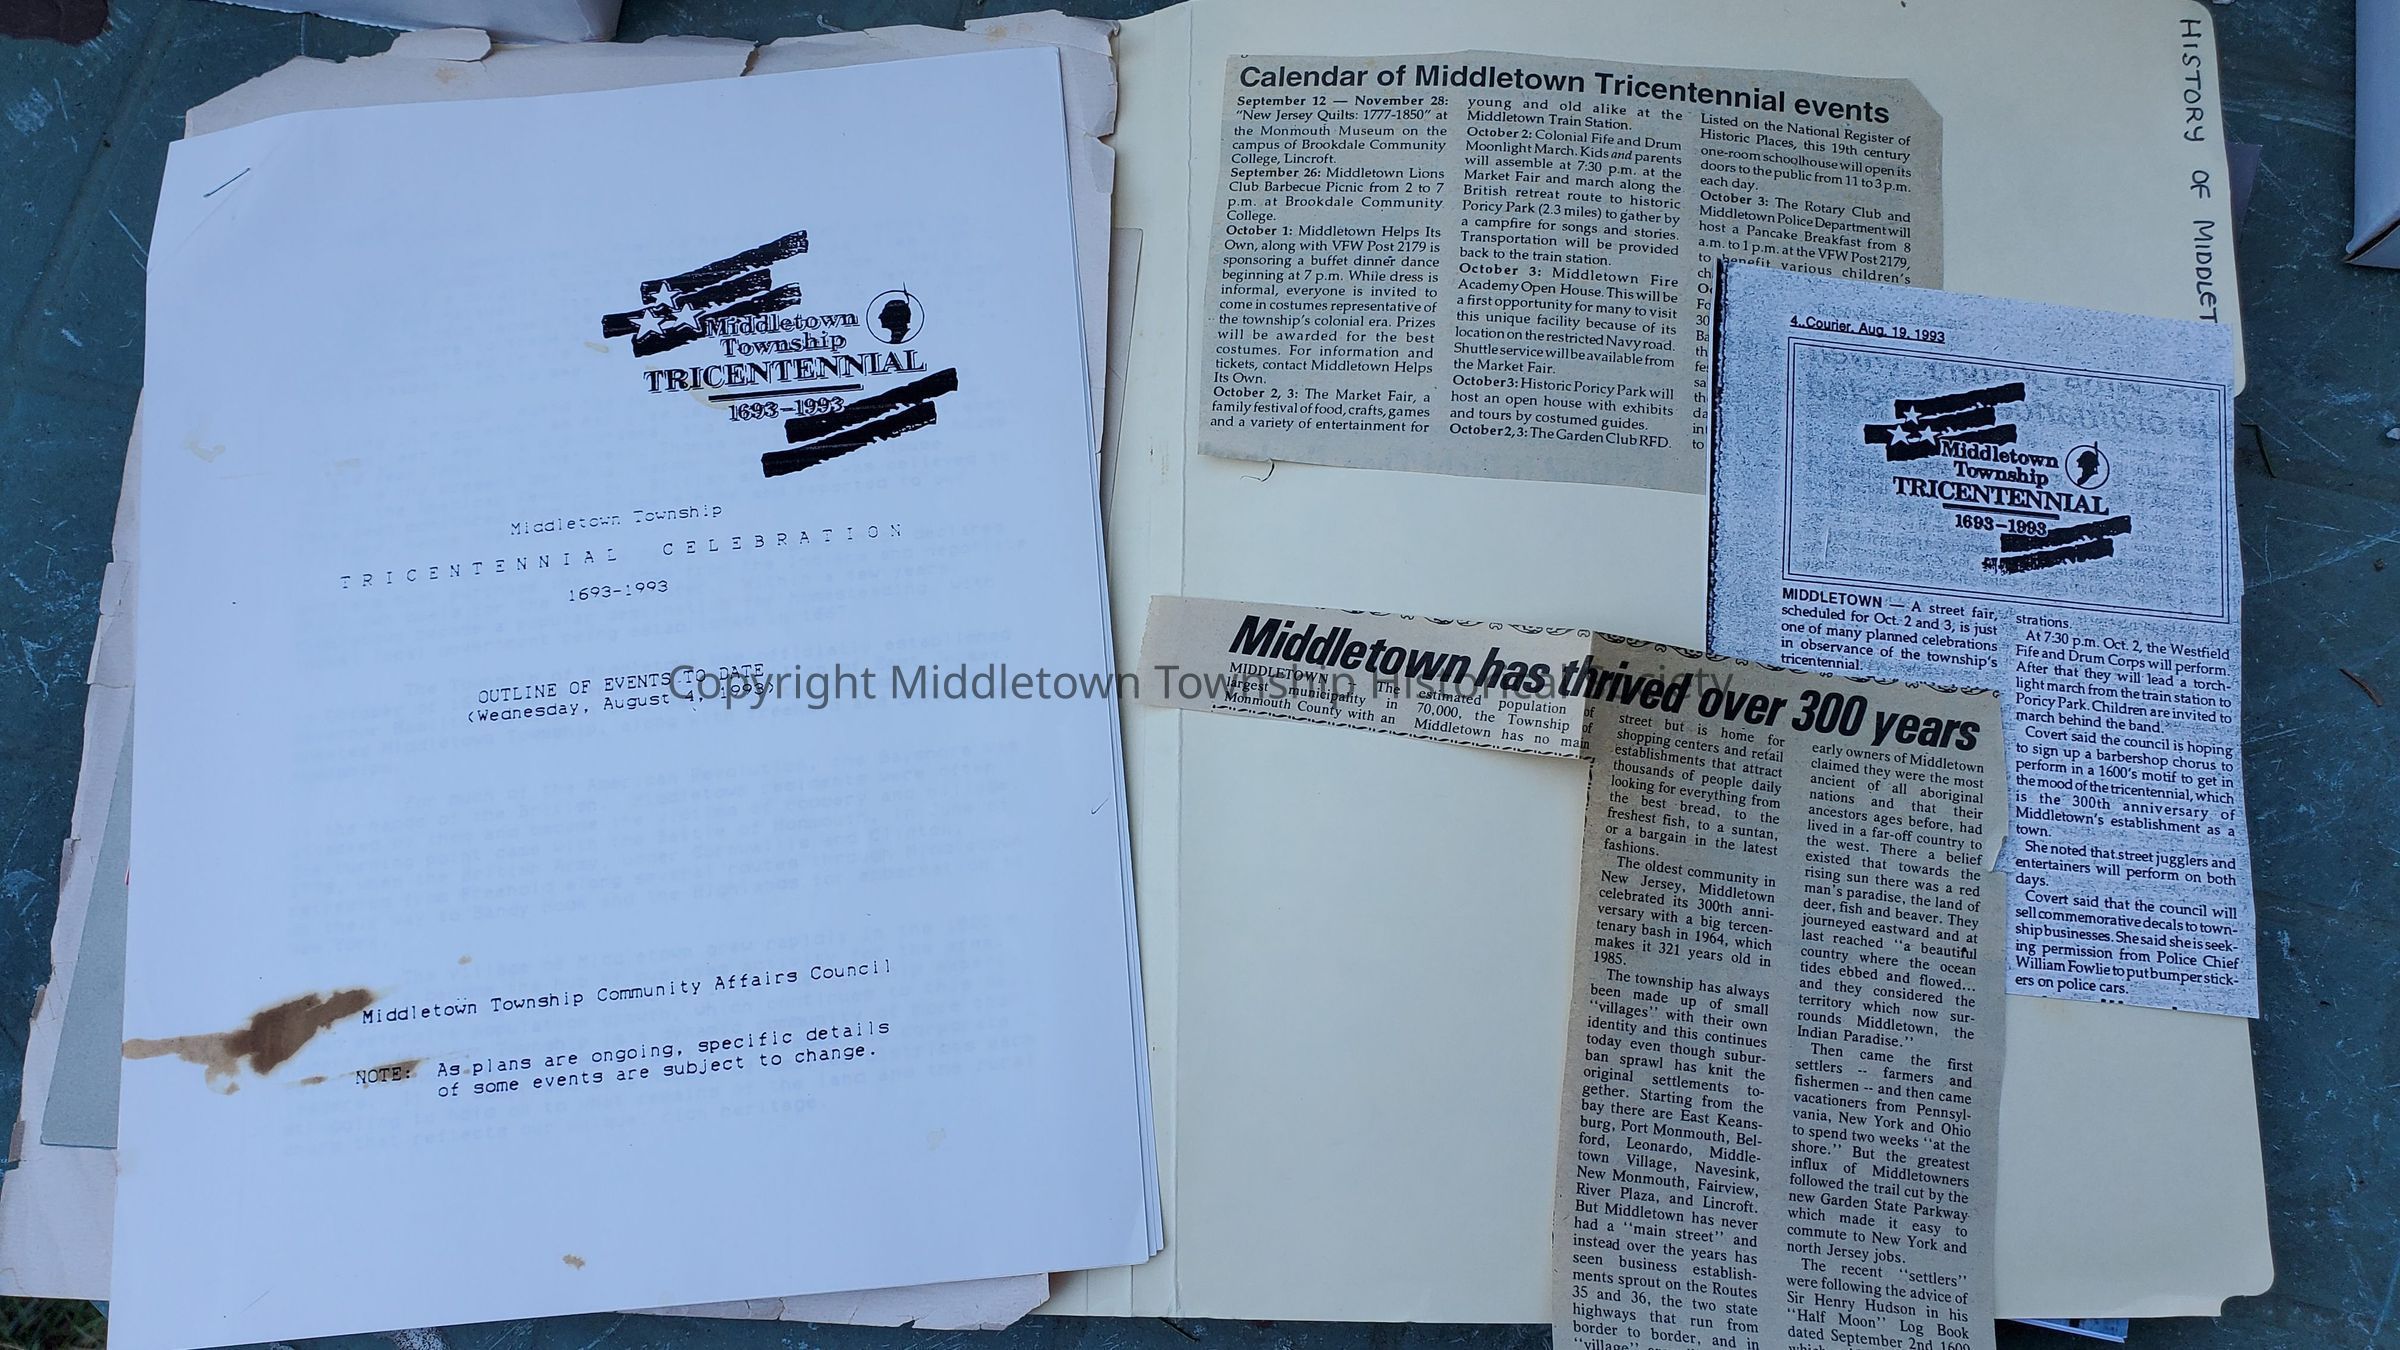 Middletown
Township
TRICENTENNIAL
1693-1993
Middletown Township
TRICENTENNIAL CELEBRATION
1693-1993
OUTLINE OF EVENTS TO DATE
(Wednesday, August 4, 1993)
Middletown Township Community Affairs Council
NOTE: As plans are ongoing, specific details
of some events are subject to change.
Calendar of Middletown Tricentennial events
September 12 — November 28:
"New Jersey Quilts: 1777-1850" at
the Monmouth Museum on the
campus of Brookdale Community
College, Lincroft.
September 26: Middletown Lions
Club Barbecue Picnic from 2 to 7
p.m. at Brookdale Community
College.
October 1: Middletown Helps Its
Own, along with VFW Post 2179 is
sponsoring a buffet dinner dance
beginning at 7 p.m. While dress is
informal, everyone is invited to
come in costumes representative of
the township's colonial era. Prizes
will be awarded for the best
costumes. For information and
tickets, contact Middletown Helps
Its Own.
October 2, 3: The Market Fair, a
family festival of food, crafts, games
and a variety of entertainment for
young and old alike at the
Middletown Train Station.
October 2: Colonial Fife and Drum
Moonlight March. Kids and parents
will assemble at 7:30 p.m. at the
Market Fair and march along the
British retreat route to historic
Poricy Park (2.3 miles) to gather by
a campfire for songs and stories.
Transportation will be provided
back to the train station.
October 3: Middletown Fire
Academy Open House. This will be
a first opportunity for many to visit
this unique facility because of its
location on the restricted Navy road.
Shuttle service will be available from
the Market Fair.
October 3: Historic Poricy Park will
host an open house with exhibits
and tours by costumed guides.
October 2, 3: The Garden Club RFD.
Listed on the National Register of
Historic Places, this 19th century
one-room schoolhouse will open its
doors to the public from 11 to 3 p.m.
each day.
October 3: The Rotary Club and
Middletown Police Department will
host a Pancake Breakfast from 8
a.m. to 1 p.m. at the VFW Post 2179,
to benefit various children's
HISTORY OF MIDDLET
4..Courier, Aug. 19, 1993
Middletown
Township
TRICENTENNIAL
1693-1993
MIDDLETOWN — A street fair,
scheduled for Oct. 2 and 3, is just
one of many planned celebrations
in observance of the township's
tricentennial.
strations.
At 7:30 p.m. Oct. 2, the Westfield
Fife and Drum Corps will perform.
After that they will lead a torch-
light march from the train station to
Poricy Park. Children are invited to
march behind the band.
Covert said the council is hoping
to sign up a barbershop chorus to
perform in a 1600's motif to get in
the mood of the tricentennial, which
is the 300th anniversary of
Middletown's establishment as a
town.
She noted that street jugglers and
entertainers will perform on both
days.
Covert said that the council will
sell commemorative decals to town-
ship businesses. She said she is seek-
ing permission from Police Chief
William Fowlie to put bumper stick-
ers on police cars.
Middletown has thrived over 300 years
MIDDLETOWN The
largest municipality in
Monmouth County with an
estimated population of
70,000, the Township of
Middletown has no main
street but is home for
shopping centers and retail
establishments that attract
thousands of people daily
looking for everything from
the best bread, to the
freshest fish, to a suntan,
or a bargain in the latest
fashions.
The oldest community in
New Jersey, Middletown
celebrated its 300th anni-
versary with a big tercen-
tenary bash in 1964, which
makes it 321 years old in
1985.
The township has always
been made up of small
"villages" with their own
identity and this continues
today even though subur-
ban sprawl has knit the
original settlements to-
gether. Starting from the
bay there are East Keans-
burg, Port Monmouth, Bel-
ford, Leonardo, Middle-
town Village, Navesink,
New Monmouth, Fairview,
River Plaza, and Lincroft.
But Middletown has never
had a "main street" and
instead over the years has
seen business establish-
ments sprout on the Routes
35 and 36, the two state
highways that run from
border to border, and in
early owners of Middletown
claimed they were the most
ancient of all aboriginal
nations and that their
ancestors ages before, had
lived in a far-off country to
the west. There a belief
existed that towards the
rising sun there was a red
man's paradise, the land of
deer, fish and beaver. They
journeyed eastward and at
last reached "a beautiful
country where the ocean
tides ebbed and flowed...
and they considered the
territory which now sur-
rounds Middletown, the
Indian Paradise."
Then came the first
settlers -- farmers and
fishermen -- and then came
vacationers from Pennsyl-
vania, New York and Ohio
to spend two weeks "at the
shore." But the greatest
influx of Middletowners
followed the trail cut by the
new Garden State Parkway
which made it easy to
commute to New York and
north Jersey jobs.
The recent "settlers"
were following the advice of
Sir Henry Hudson in his
"Half Moon" Log Book
dated September 2nd 1609
Copyright Middletown Township Historical Society